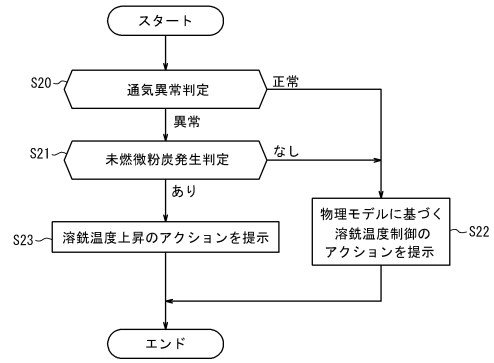 スタート
S20
通気異常判定
正常
異常
S21
未燃微粉炭発生判定
なし
あり
S23
溶銑温度上昇のアクションを提示
物理モデルに基づく
溶銑温度制御の
アクションを提示
S22
エンド